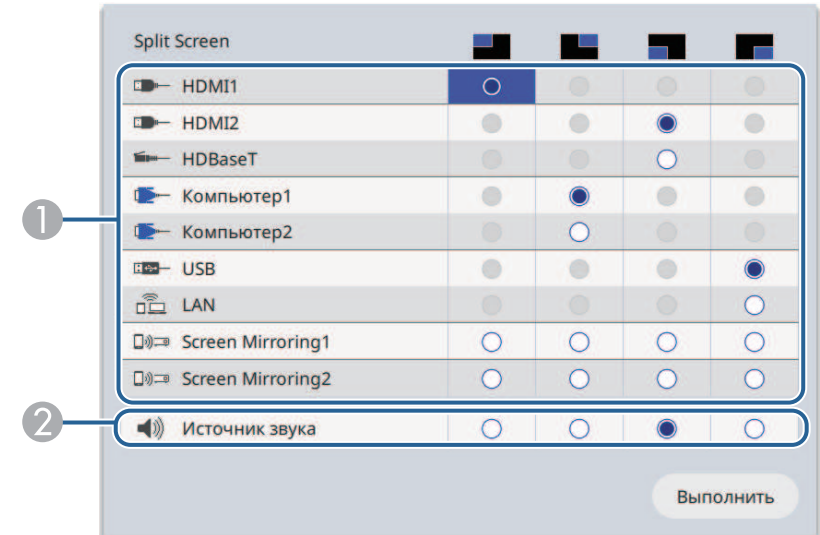 Split Screen
HDMI1
HDMI2
HDBaseT
Компьютер1
Компьютер2
USB
LAN
Screen Mirroring1
Screen Mirroring2
Источник звука
Выполнить
1
2